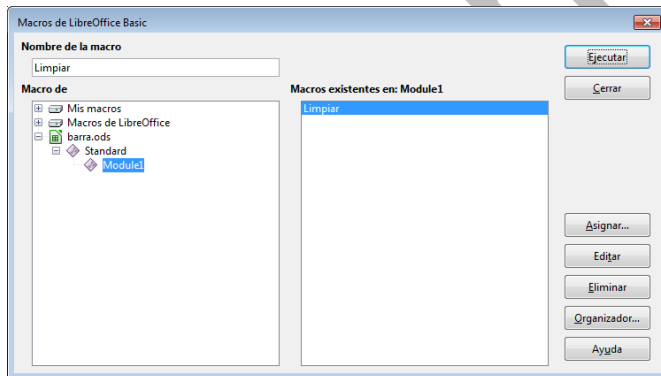 Macros de LibreOffice Basic
Nombre de la macro
Limpiar
Macro de
Mis macros
Macros de LibreOffice
barra.ods
Standard
Module1
Macros existentes en: Module1
Limpiar
Ejecutar
Cerrar
Asignar...
Editar
Eliminar
Organizador...
Ayuda